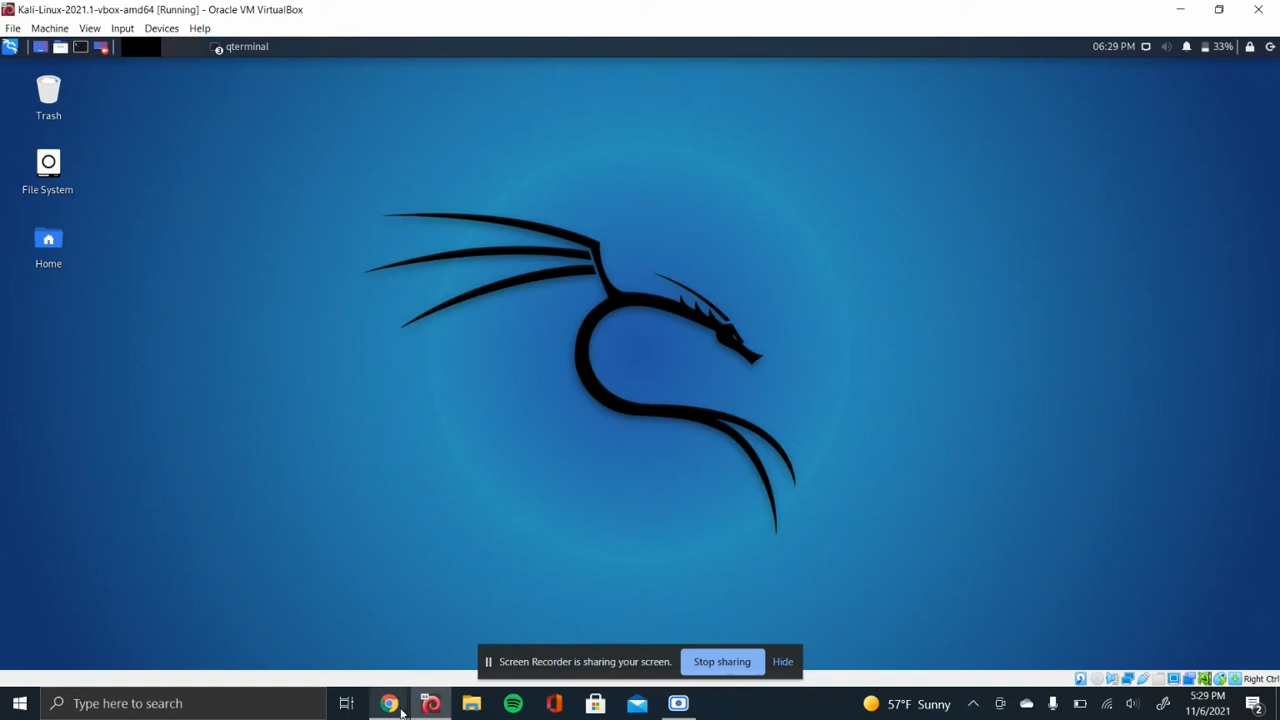 Kali-Linux-2021.1-vbox-amd64 [Running] - Oracle VM VirtualBox
File Machine View Input Devices Help
3 qterminal
06:29 PM 33%
Trash
File System
Home
Screen Recorder is sharing your screen. Stop sharing Hide
Right Ctrl
Type here to search
57°F Sunny
5:29 PM
11/6/2021
2